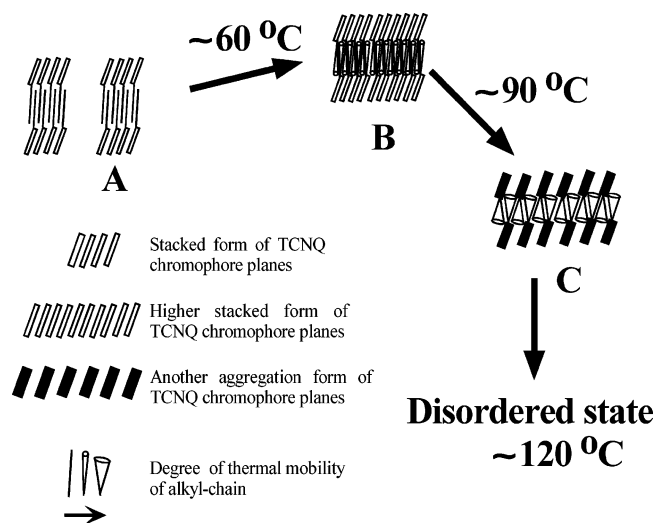 ~60 °C
~90 °C
A
B
C
Stacked form of TCNQ
chromophore planes
Higher stacked form of
TCNQ chromophore planes
Another aggregation form of
TCNQ chromophore planes
Degree of thermal mobility
of alkyl-chain
Disordered state
~120 °C